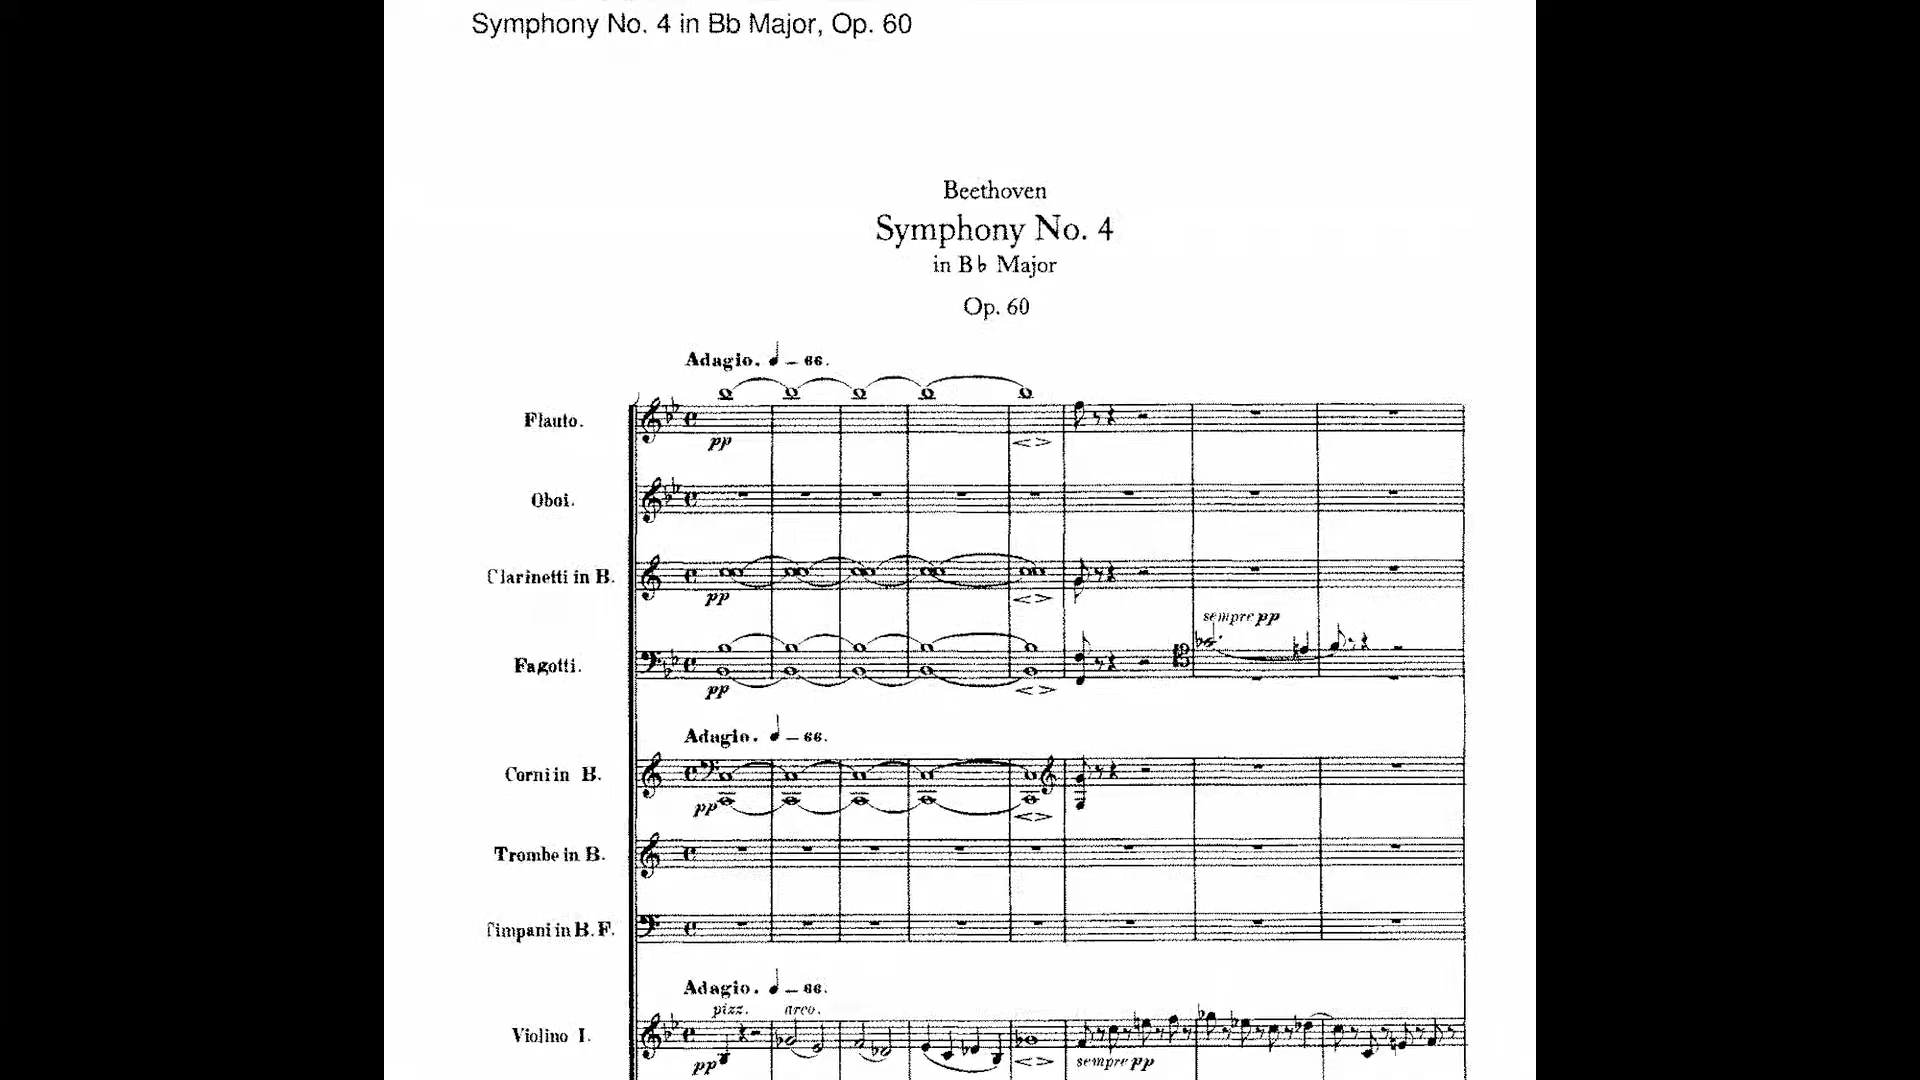 Symphony No. 4 in Bb Major, Op. 60
Beethoven
Symphony No. 4
in B♭ Major
Op. 60
Adagio. ♩ – 66.
Flauto.
pp
Oboi.
Clarinetti in B.
pp
sempre pp
Fagotti.
pp
Adagio. ♩ – 66.
Corni in B.
pp
Trombe in B.
Timpani in B. F.
Adagio. ♩ – 66.
pizz. arco.
Violino I.
pp sempre pp